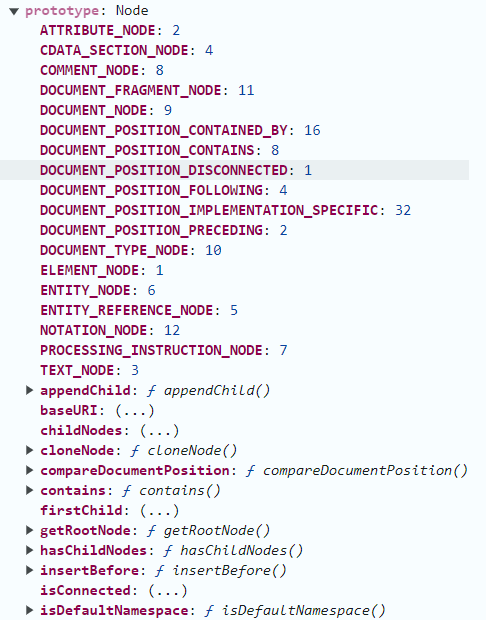 prototype: Node
ATTRIBUTE_NODE: 2
CDATA_SECTION_NODE: 4
COMMENT_NODE: 8
DOCUMENT_FRAGMENT_NODE: 11
DOCUMENT_NODE: 9
DOCUMENT_POSITION_CONTAINED_BY: 16
DOCUMENT_POSITION_CONTAINS: 8
DOCUMENT_POSITION_DISCONNECTED: 1
DOCUMENT_POSITION_FOLLOWING: 4
DOCUMENT_POSITION_IMPLEMENTATION_SPECIFIC: 32
DOCUMENT_POSITION_PRECEDING: 2
DOCUMENT_TYPE_NODE: 10
ELEMENT_NODE: 1
ENTITY_NODE: 6
ENTITY_REFERENCE_NODE: 5
NOTATION_NODE: 12
PROCESSING_INSTRUCTION_NODE: 7
TEXT_NODE: 3
appendChild: ƒ appendChild()
baseURI: (...)
childNodes: (...)
cloneNode: ƒ cloneNode()
compareDocumentPosition: ƒ compareDocumentPosition()
contains: ƒ contains()
firstChild: (...)
getRootNode: ƒ getRootNode()
hasChildNodes: ƒ hasChildNodes()
insertBefore: ƒ insertBefore()
isConnected: (...)
isDefaultNamespace: ƒ isDefaultNamespace()